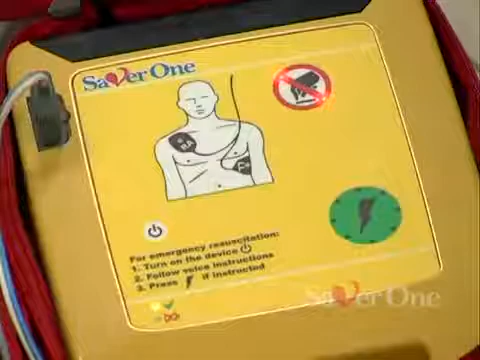 Saver One
For emergency resuscitation:
1. Turn on the device
2. Follow voice instructions
3. Press if instructed
Saver One